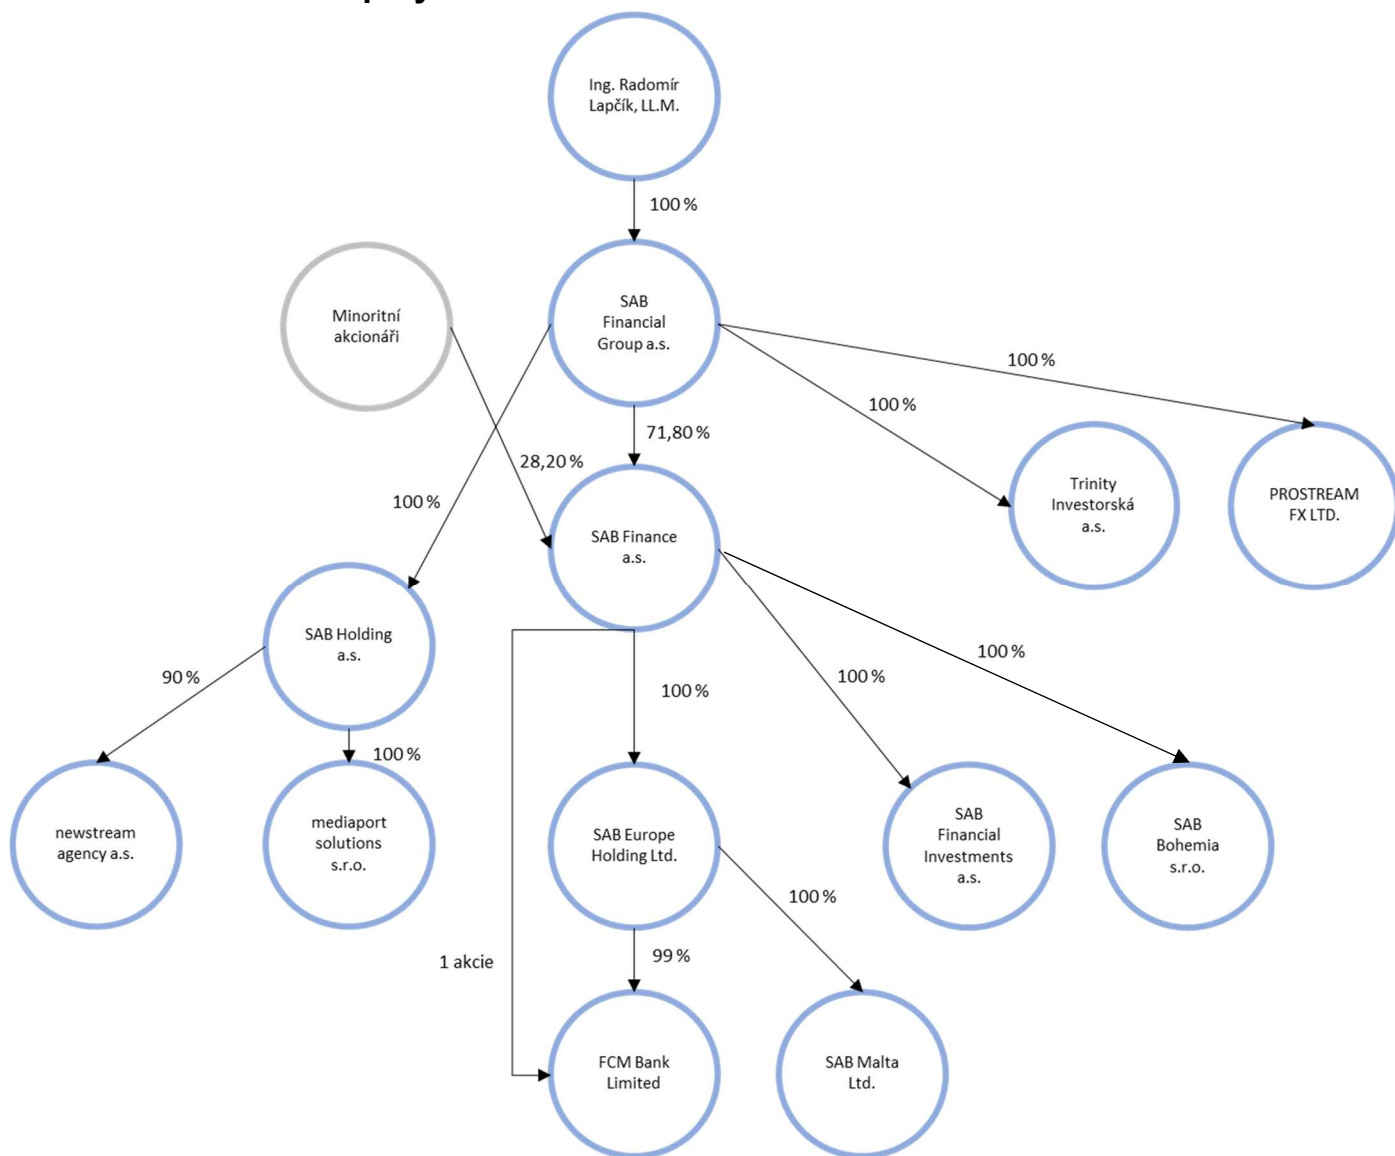 Ing. Radomír
Lapčík, LL.M.
100 %
Minoritní
akcionáři
SAB
Financial
Group a.s.
100 %
100 %
71,80 %
28,20 %
100 %
Trinity
Investorská
a.s.
PROSTREAM
FX LTD.
SAB Finance
a.s.
SAB Holding
a.s.
90 %
100 %
100 %
100 %
100 %
newstream
agency a.s.
mediaport
solutions
s.r.o.
SAB Europe
Holding Ltd.
SAB
Financial
Investments
a.s.
SAB
Bohemia
s.r.o.
100 %
99 %
1 akcie
FCM Bank
Limited
SAB Malta
Ltd.